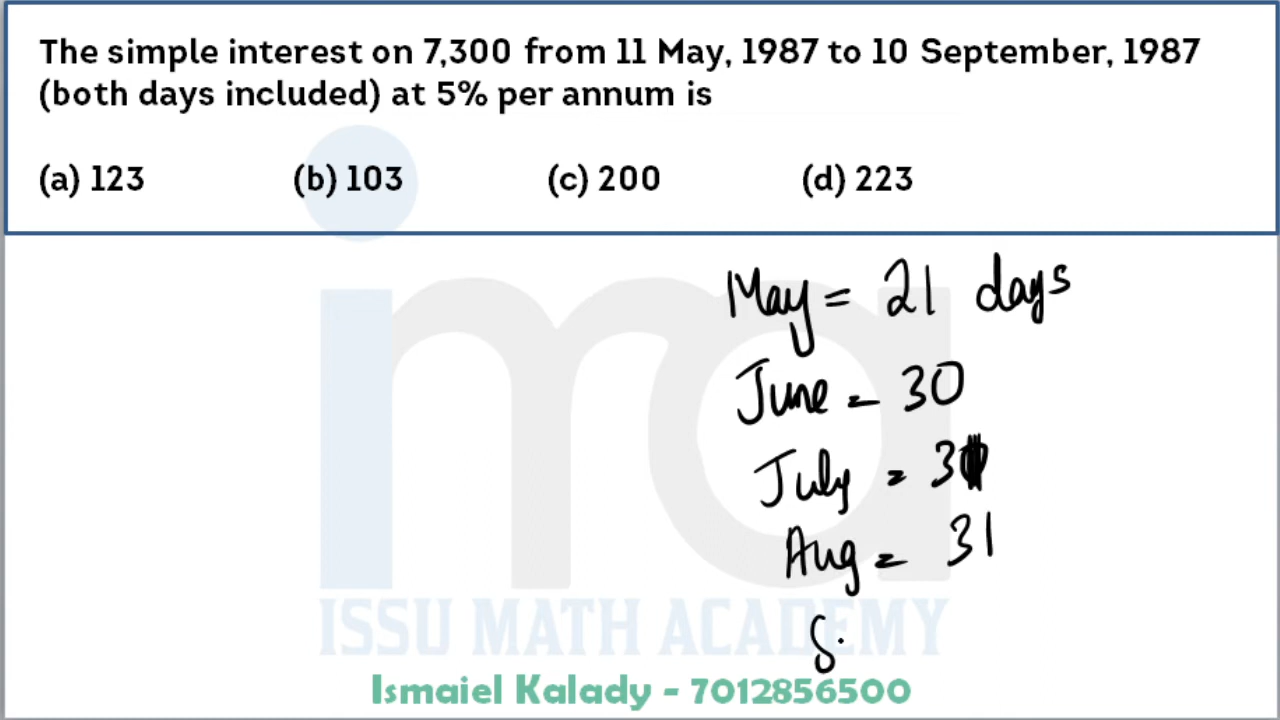 The simple interest on 7,300 from 11 May, 1987 to 10 September, 1987
(both days included) at 5% per annum is
(a) 123 (b) 103 (c) 200 (d) 223
May = 21 days
June = 30
July = 31
Aug = 31
S
ISSU MATH ACADEMY
Ismaiel Kalady - 7012856500